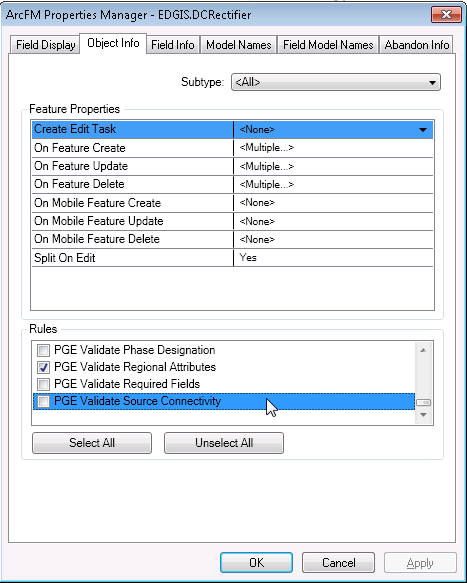 ArcFM Properties Manager - EDGIS.DCRectifier
Field Display Object Info Field Info Model Names Field Model Names Abandon Info
Subtype: <All>
Feature Properties
Create Edit Task <None>
On Feature Create <Multiple...>
On Feature Update <Multiple...>
On Feature Delete <Multiple...>
On Mobile Feature Create <None>
On Mobile Feature Update <None>
On Mobile Feature Delete <None>
Split On Edit Yes
Rules
PGE Validate Phase Designation
PGE Validate Regional Attributes
PGE Validate Required Fields
PGE Validate Source Connectivity
Select All Unselect All
OK Cancel Apply